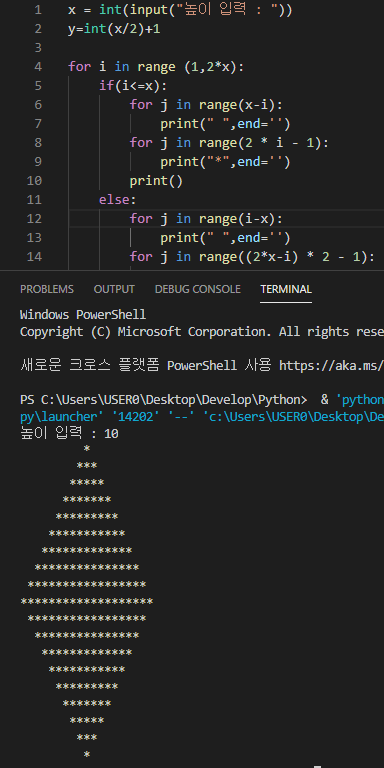 1 x = int(input("높이 입력 : "))
2 y=int(x/2)+1
3
4 for i in range (1,2*x):
5     if(i<=x):
6         for j in range(x-i):
7             print(" ",end='')
8         for j in range(2 * i - 1):
9             print("*",end='')
10         print()
11     else:
12         for j in range(i-x):
13             print(" ",end='')
14         for j in range((2*x-i) * 2 - 1):
PROBLEMS OUTPUT DEBUG CONSOLE TERMINAL
Windows PowerShell
Copyright (C) Microsoft Corporation. All rights rese
새로운 크로스 플랫폼 PowerShell 사용 https://aka.ms/
PS C:\Users\USER0\Desktop\Develop\Python>  & 'python
py\launcher' '14202' '--' 'c:\Users\USER0\Desktop\De
높이 입력 : 10
         *
        ***
       *****
      *******
     *********
    ***********
   *************
  ***************
 *****************
*******************
 *****************
  ***************
   *************
    ***********
     *********
      *******
       *****
        ***
         *